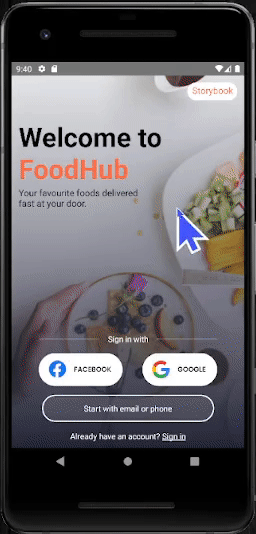 9:40
Storybook
Welcome to
FoodHub
Your favourite foods delivered
fast at your door.
Sign in with
FACEBOOK
GOOGLE
Start with email or phone
Already have an account? Sign in